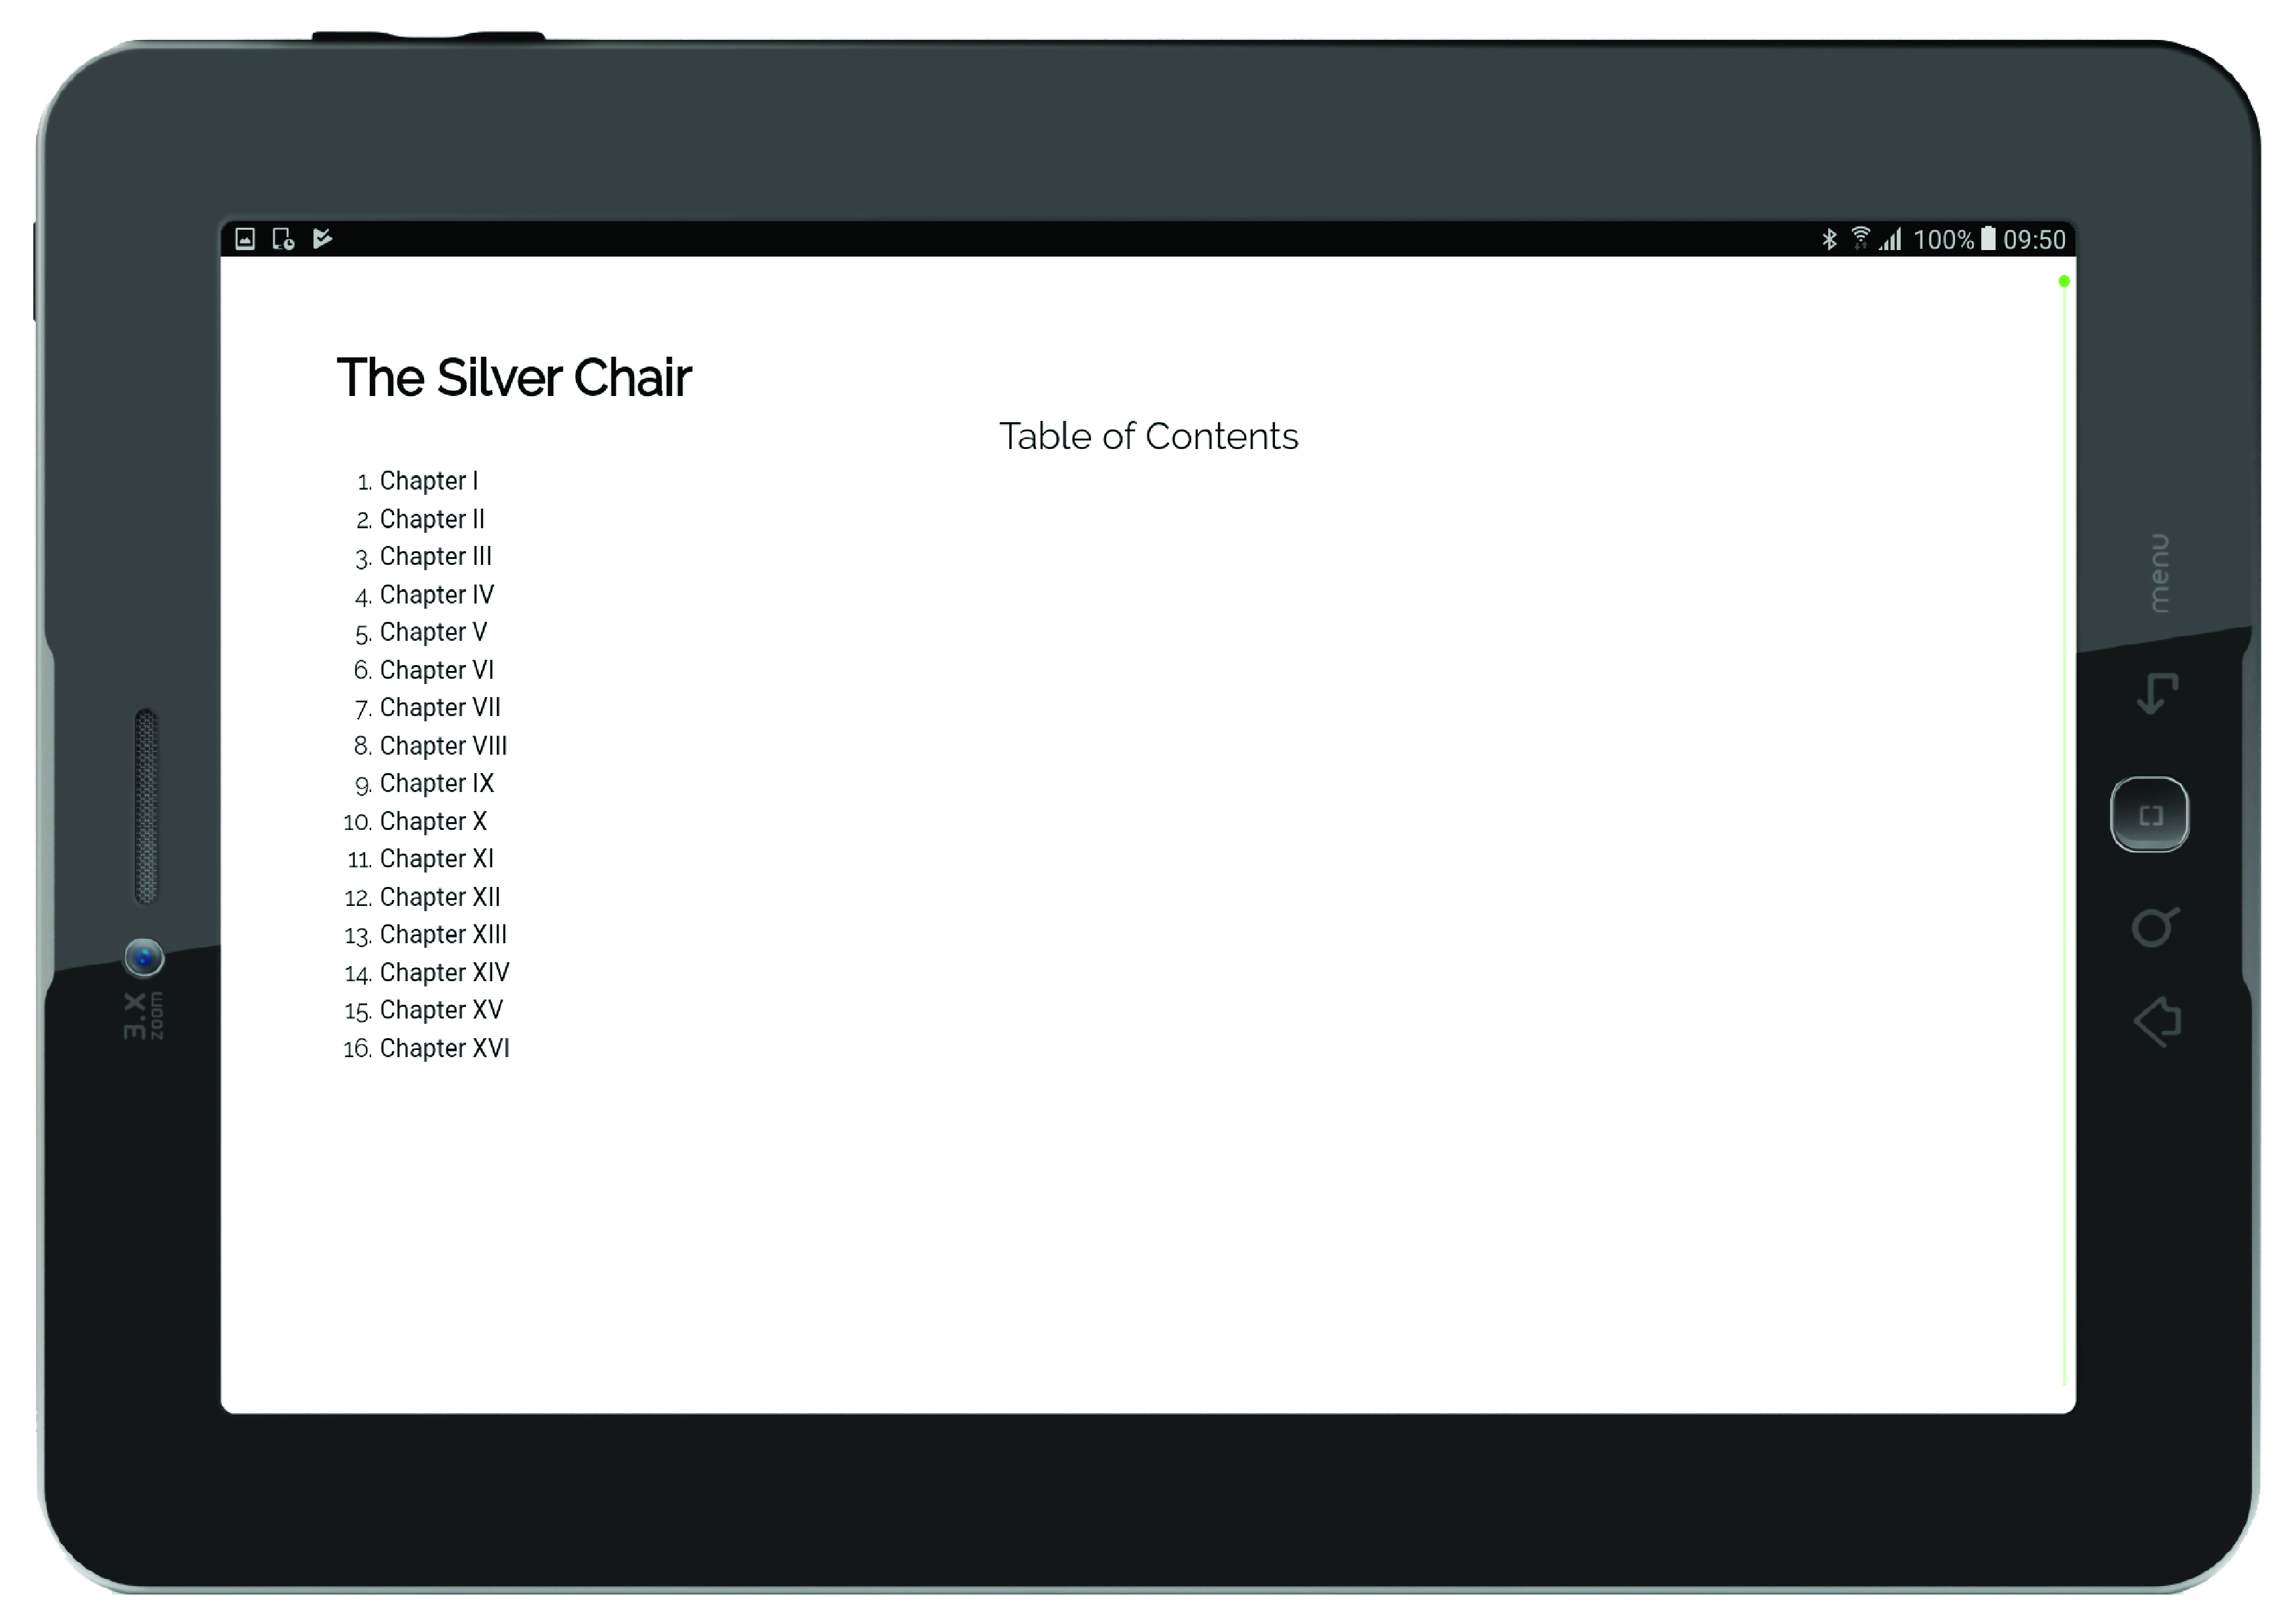 100% 09:50
The Silver Chair
Table of Contents
1. Chapter I
2. Chapter II
3. Chapter III
4. Chapter IV
5. Chapter V
6. Chapter VI
7. Chapter VII
8. Chapter VIII
9. Chapter IX
10. Chapter X
11. Chapter XI
12. Chapter XII
13. Chapter XIII
14. Chapter XIV
15. Chapter XV
16. Chapter XVI
menu
3.X
zoom